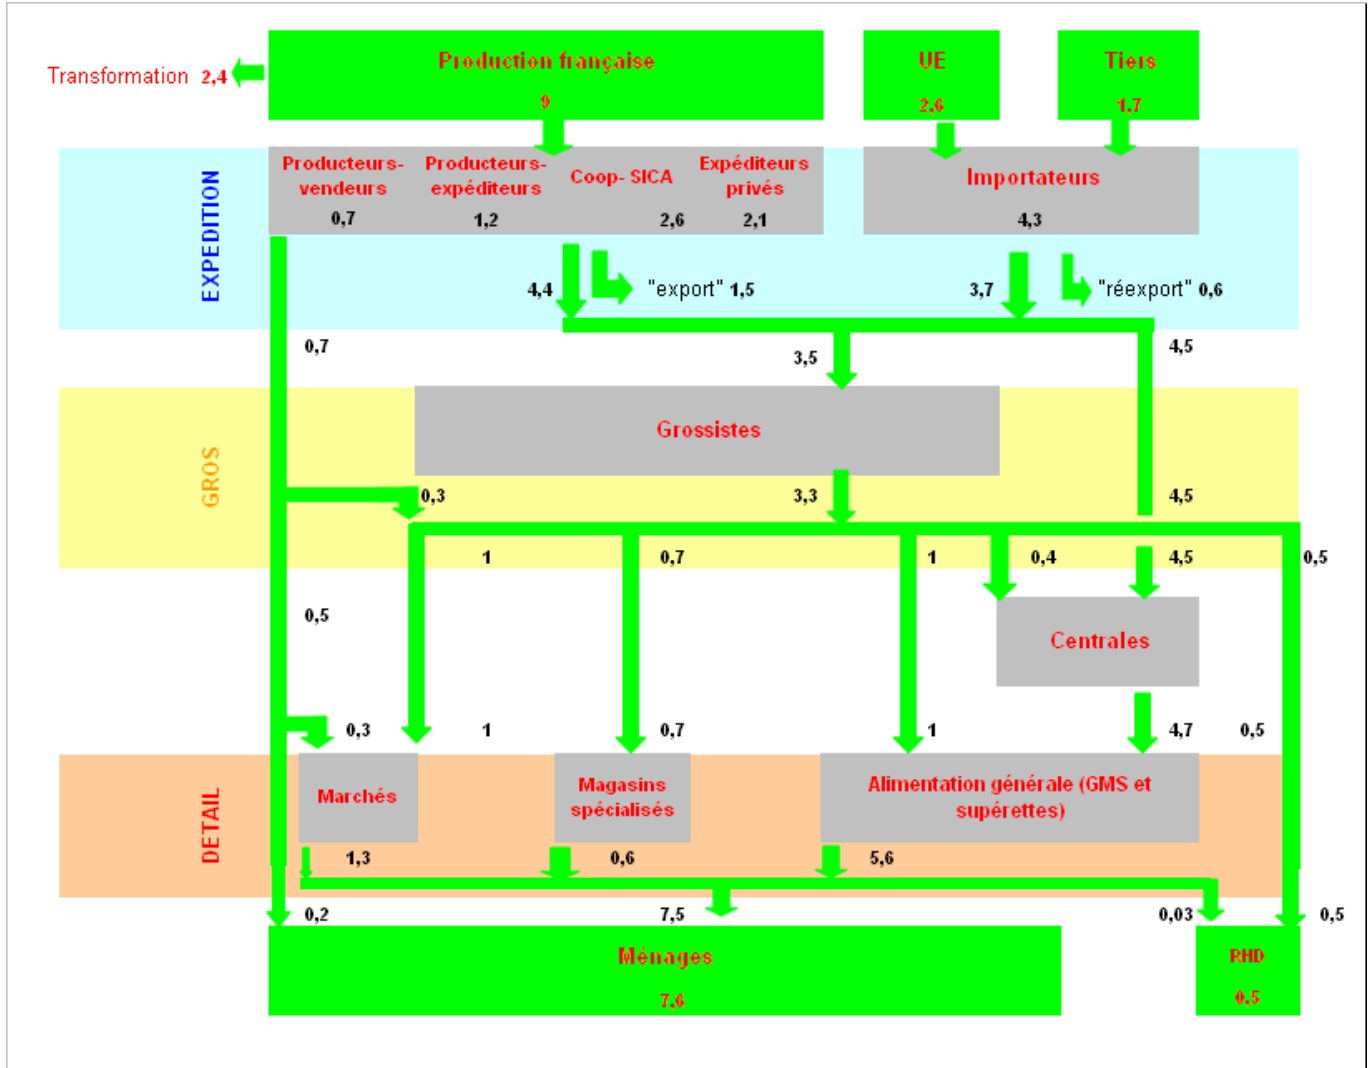 Production française
UE
Tiers
Transformation 2,4
9
2,6
1,7
Producteurs-
vendeurs
Producteurs-
expéditeurs
Coop- SICA
Expéditeurs
privés
Importateurs
0,7
1,2
2,6
2,1
4,3
EXPEDITION
4,4
"export" 1,5
3,7
"réexport" 0,6
0,7
3,5
4,5
Grossistes
GROS
0,3
3,3
4,5
1
0,7
1
0,4
4,5
0,5
0,5
Centrales
0,3
1
0,7
1
4,7
0,5
DETAIL
Marchés
Magasins
spécialisés
Alimentation générale (GMS et
supérettes)
1,3
0,6
5,6
0,2
7,5
0,03
0,5
Ménages
7,6
RHD
0,5